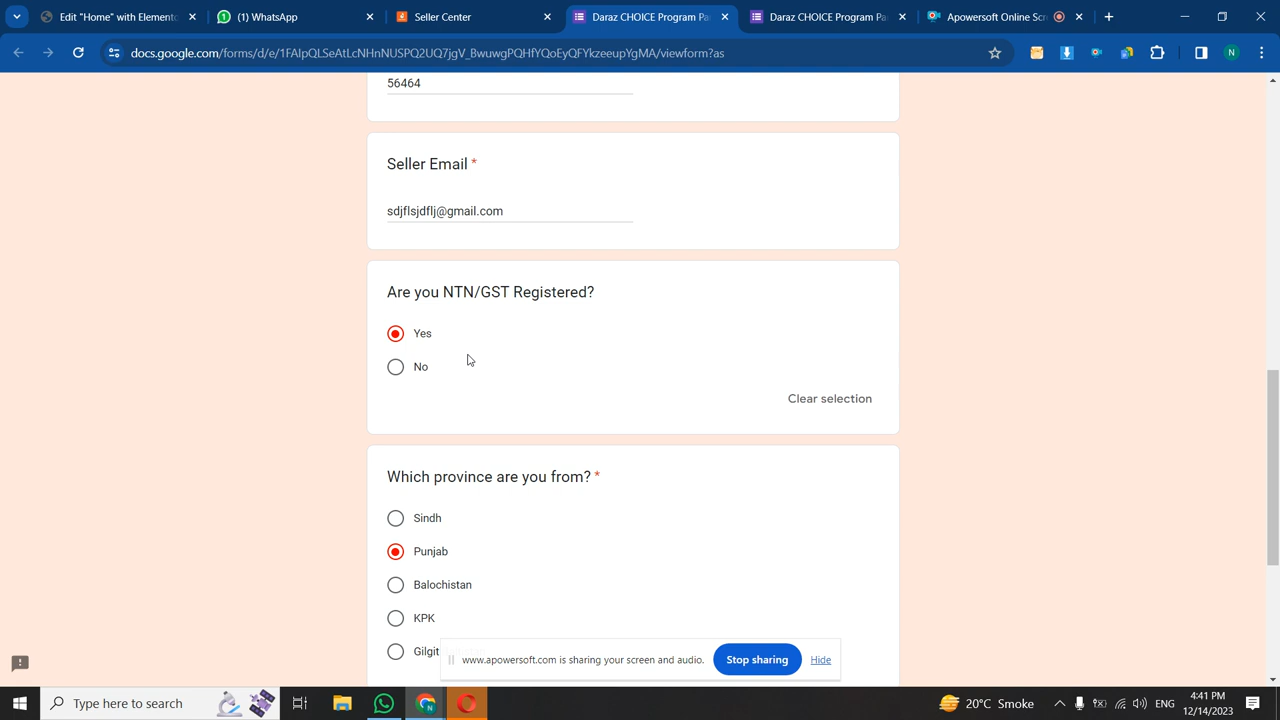 Edit "Home" with Elemento
(1) WhatsApp
Seller Center
Daraz CHOICE Program Pa
Daraz CHOICE Program Pa
Apowersoft Online Scr
docs.google.com/forms/d/e/1FAIpQLSeAtLcNHnNUSPQ2UQ7jgV_BwuwgPQHfYQoEyQFYkzeeupYgMA/viewform?as
N
56464
Seller Email *
sdjflsjdflj@gmail.com
Are you NTN/GST Registered?
Yes
No
Clear selection
Which province are you from? *
Sindh
Punjab
Balochistan
KPK
Gilgit
www.apowersoft.com is sharing your screen and audio.
Stop sharing
Hide
Type here to search
20°C Smoke
ENG
4:41 PM
12/14/2023